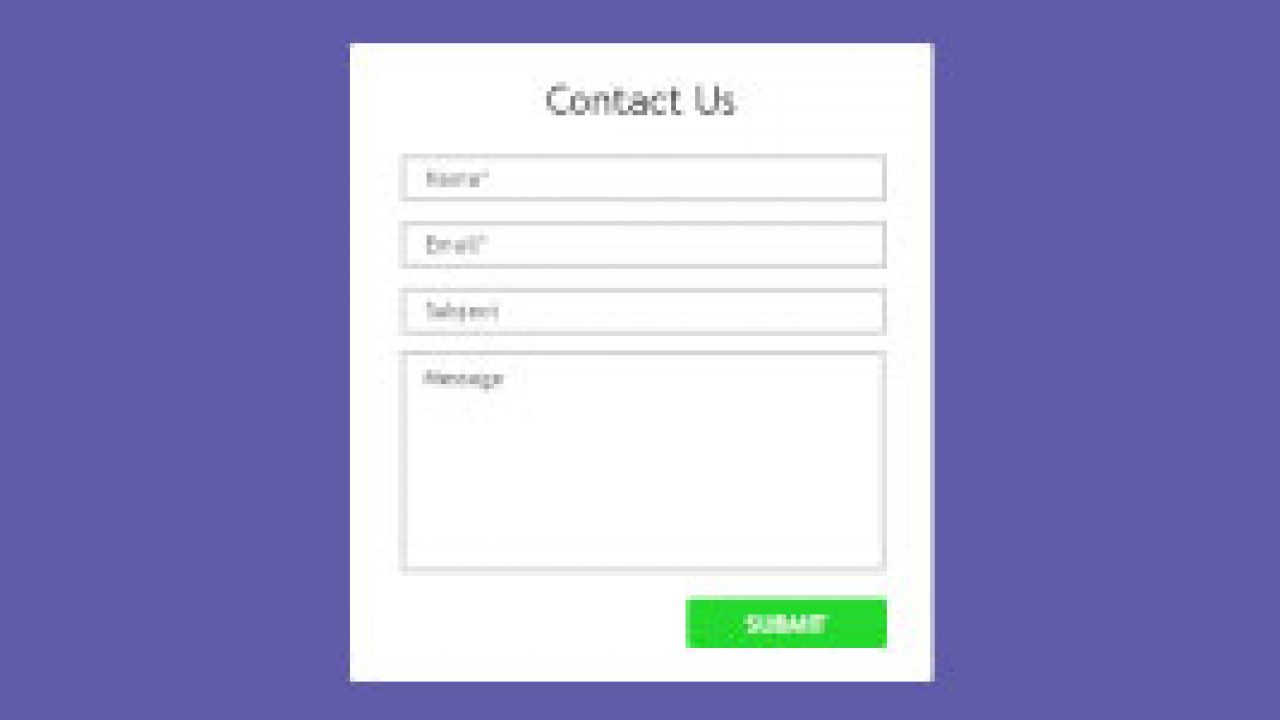 Contact Us
Name*
Email*
Subject
Message
SUBMIT